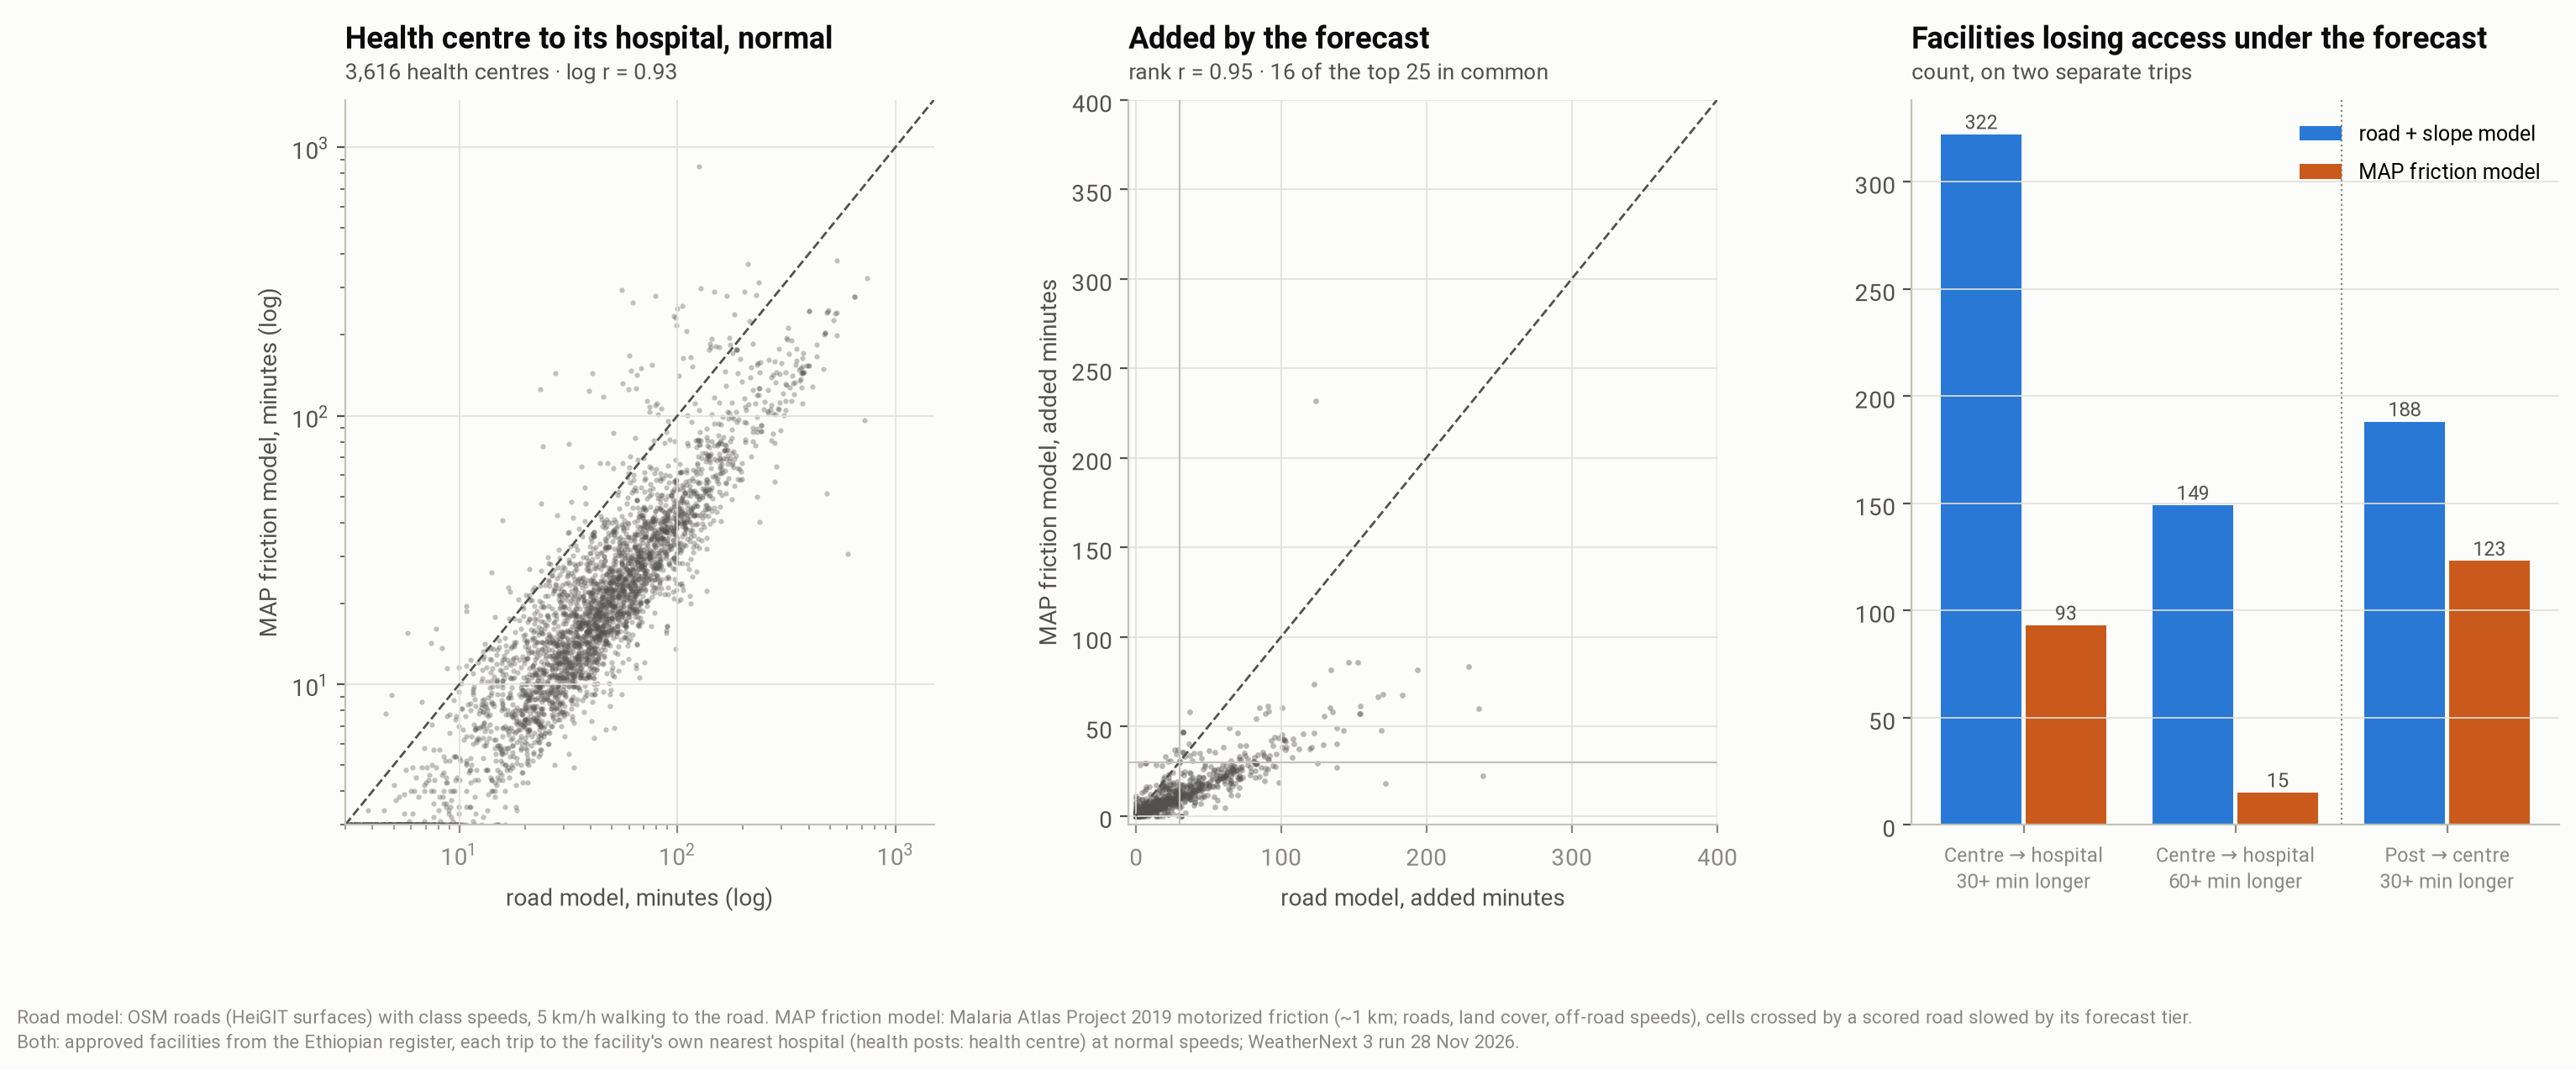 Health centre to its hospital, normal
3,616 health centres · log r = 0.93
MAP friction model, minutes (log)
10³
10²
10¹
10¹ 10² 10³
road model, minutes (log)
Added by the forecast
rank r = 0.95 · 16 of the top 25 in common
MAP friction model, added minutes
400
350
300
250
200
150
100
50
0
0 100 200 300 400
road model, added minutes
Facilities losing access under the forecast
count, on two separate trips
road + slope model
MAP friction model
300
250
200
150
100
50
0
322
93
149
15
188
123
Centre → hospital
30+ min longer
Centre → hospital
60+ min longer
Post → centre
30+ min longer
Road model: OSM roads (HeiGIT surfaces) with class speeds, 5 km/h walking to the road. MAP friction model: Malaria Atlas Project 2019 motorized friction (~1 km; roads, land cover, off-road speeds), cells crossed by a scored road slowed by its forecast tier.
Both: approved facilities from the Ethiopian register, each trip to the facility's own nearest hospital (health posts: health centre) at normal speeds; WeatherNext 3 run 28 Nov 2026.